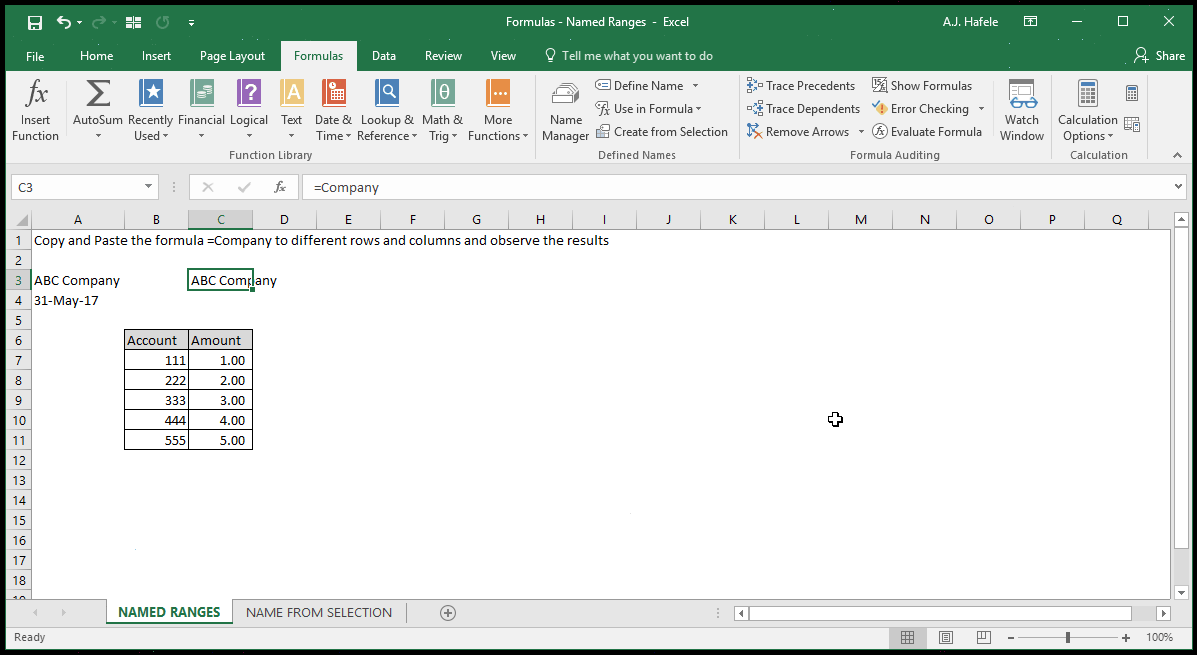 Formulas - Named Ranges - Excel
A.J. Hafele
File Home Insert Page Layout Formulas Data Review View Tell me what you want to do Share
fx Insert Function
Σ AutoSum
Recently Used
Financial
? Logical
A Text
Date & Time
Lookup & Reference
θ Math & Trig
More Functions
Function Library
Name Manager
Define Name
Use in Formula
Create from Selection
Defined Names
Trace Precedents
Trace Dependents
Remove Arrows
Show Formulas
Error Checking
Evaluate Formula
Formula Auditing
Watch Window
Calculation Options
Calculation
C3 fx =Company
A B C D E F G H I J K L M N O P Q
1 Copy and Paste the formula =Company to different rows and columns and observe the results
2
3 ABC Company ABC Company
4 31-May-17
5
6 Account Amount
7 111 1.00
8 222 2.00
9 333 3.00
10 444 4.00
11 555 5.00
12
13
14
15
16
17
18
19
NAMED RANGES NAME FROM SELECTION
Ready 100%